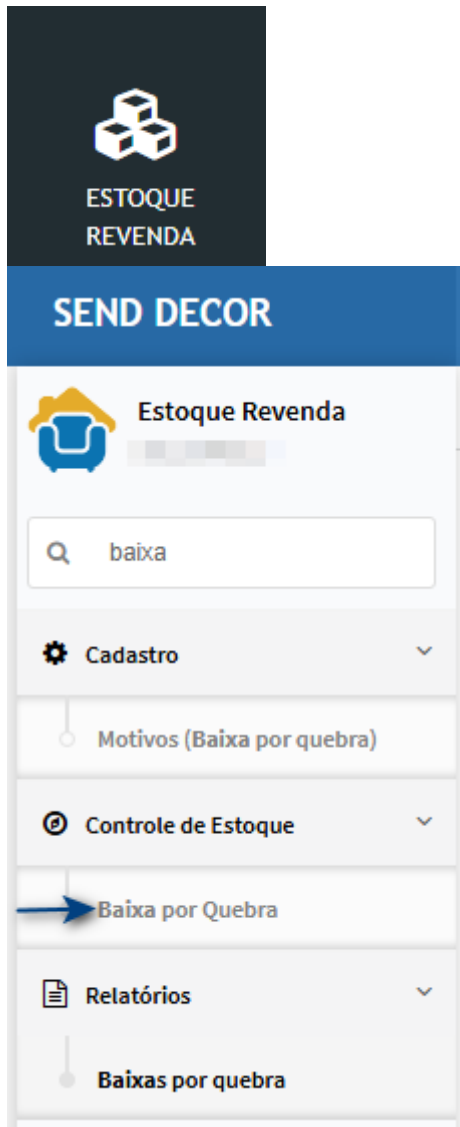 ESTOQUE
REVENDA
SEND DECOR
Estoque Revenda
baixa
Cadastro
Motivos (Baixa por quebra)
Controle de Estoque
Baixa por Quebra
Relatórios
Baixas por quebra